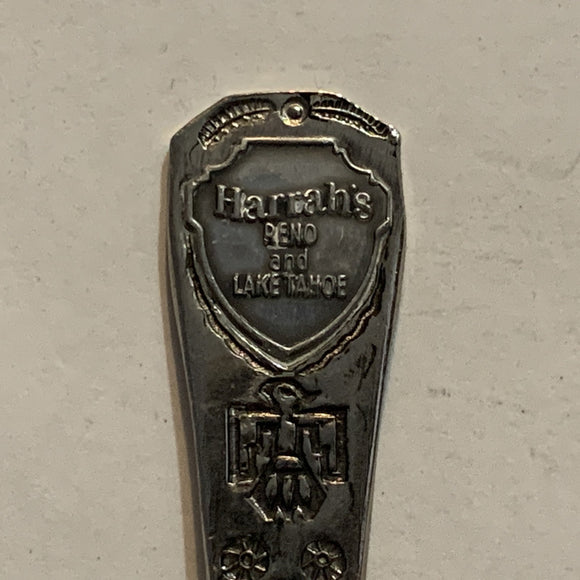 Harrah's
RENO
and
LAKE TAHOE